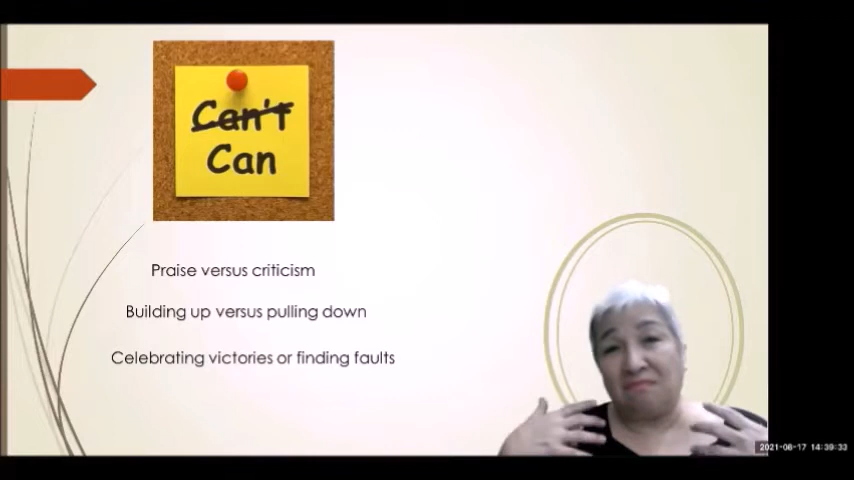 Can't
Can
Praise versus criticism
Building up versus pulling down
Celebrating victories or finding faults
2021-08-17 14:39:33